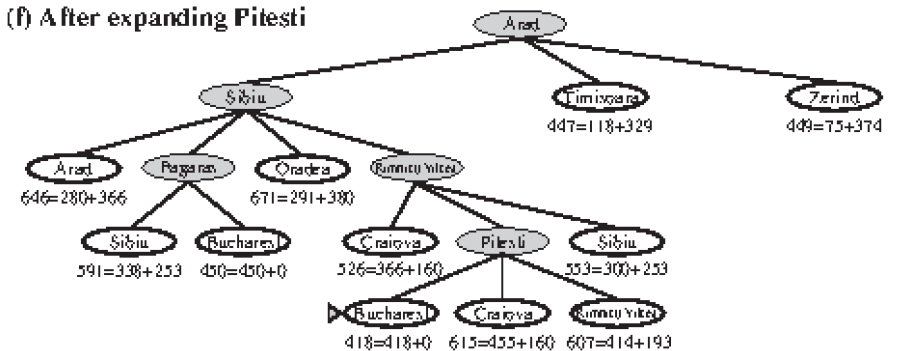 (f) After expanding Pitesti
Arad
Sibiu Timisoara Zerind
447=118+329 449=75+374
Arad Fagaras Oradea Rimnicu Vilcea
646=280+366 671=291+380
Sibiu Bucharest Craiova Pitesti Sibiu
591=338+253 450=450+0 526=366+160 553=300+253
Bucharest Craiova Rimnicu Vilcea
418=418+0 615=455+160 607=414+193